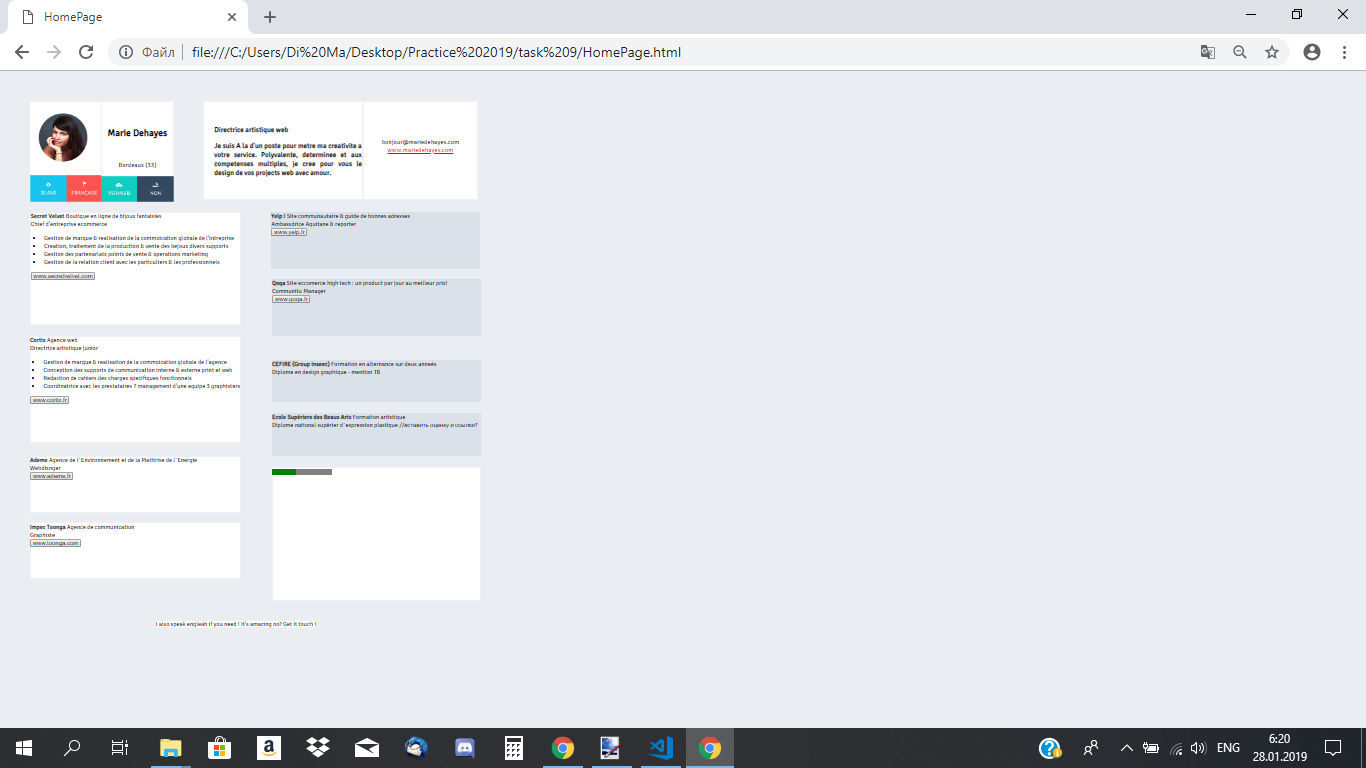 HomePage
Файл
file:///C:/Users/Di%20Ma/Desktop/Practice%202019/task%209/HomePage.html
Marie Dehayes
Bordeaux (33)
30 ANS
FRANÇAISE
PERMIS B
NON
Directrice artistique web
Je suis A la d'un poste pour metre ma creativite a
votre service. Polyvalente, determinee et aux
competenses multiples, je cree pour vous le
design de vos projects web avec amour.
bonjour@mariedehayes.com
www.mariedehayes.com
Secret Velvet Boutique en ligne de bijous fantaisies
Chief d'entreprise ecommerce
Gestion de marque & realisation de la commoication globale de l'intreprise
Creation, traitement de la production & vente des bejous divers supports
Gestion des partenariats points de vente & operations marketing
Gestion de la relation client avec les particuliers & les professionnels
www.secretvelvet.com
Cortix Agence web
Directrice artistique junior
Gestion de marque & realisation de la commoication globale de l'agence
Conception des supports de communication interne & externe print et web
Redaction de cahiers des charges specifiques fonctionnels
Coordinatrice avec les prestataires 7 management d'une equipe 3 graphisters
www.cortix.fr
Ademe Agence de l'Environnement et de la Maittrise de l'Energie
Webdisnger
www.ademe.fr
Impec Toonga Agence de communication
Graphiste
www.toonga.com
Yelp ! Site communautaire & guide de bonnes adresses
Ambassdrice Aquitane & reporter
www.yelp.fr
Qoqa Site eccomerce high tech : un product par jour au meilleur prix!
Communitu Manager
www.qoqa.fr
CEFIRE (Group Inseec) Formation en alternance sur deux anneés
Diplome en design graphique - mention TB
Ecole Supériere des Beaux Arts Formation artistique
Diplome national supérier d'expression plastique //вставить оценку и ссылки?
I also speak engleah if you need ! It's amazing no? Get it touch !
ENG
6:20
28.01.2019